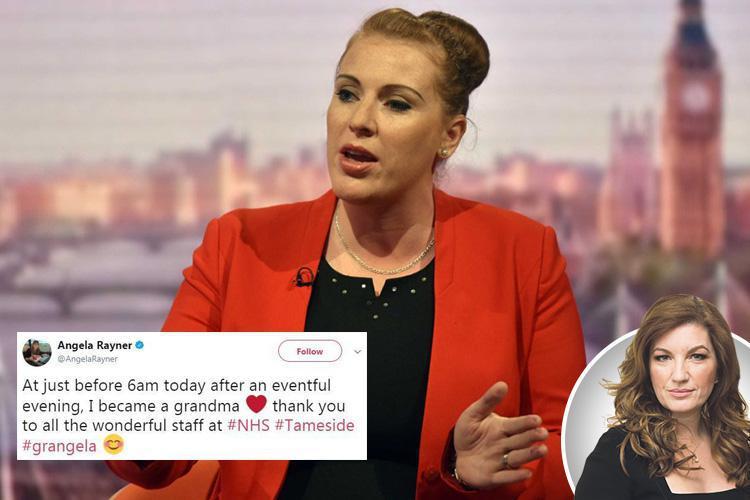 Angela Rayner
@AngelaRayner
Follow
At just before 6am today after an eventful
evening, I became a grandma ❤️ thank you
to all the wonderful staff at #NHS #Tameside
#grangela 😊